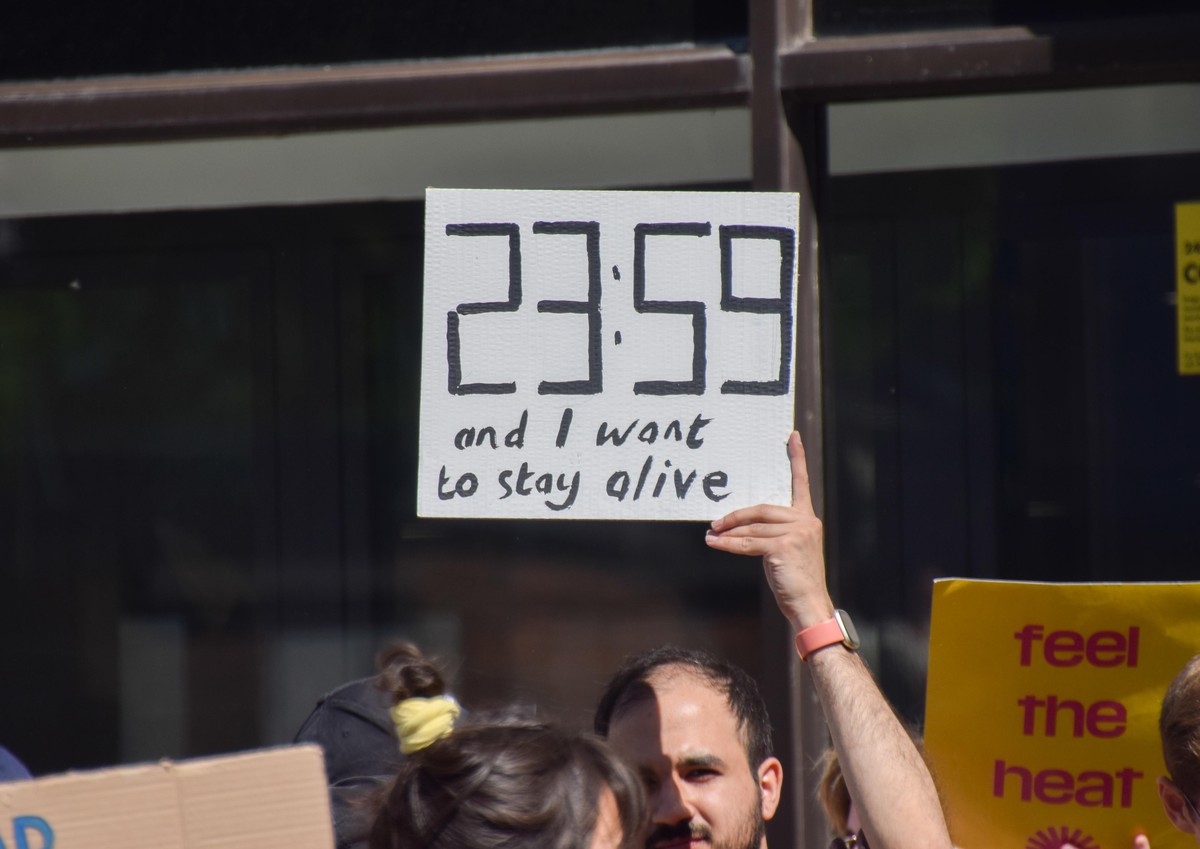 23:59
and I want
to stay alive
feel
the
heat